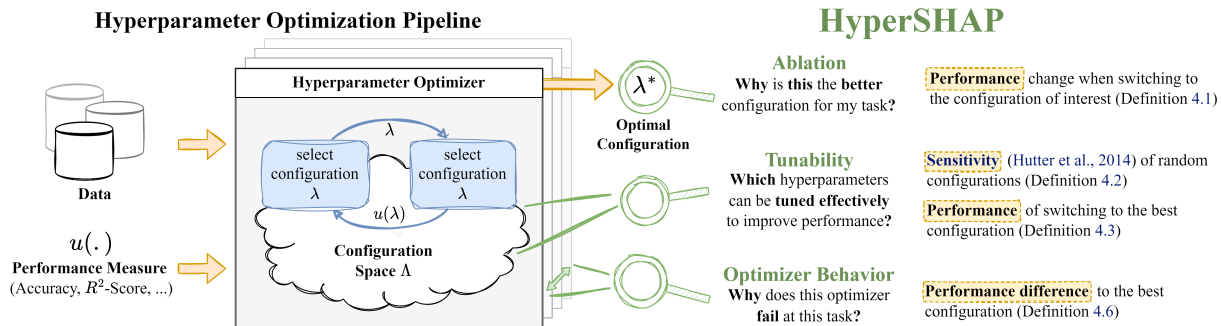 Hyperparameter Optimization Pipeline
HyperSHAP
Data
u(.)
Performance Measure
(Accuracy, R²-Score, ...)
Hyperparameter Optimizer
λ
select
configuration
λ
select
configuration
λ
u(λ)
Configuration
Space Λ
λ*
Optimal
Configuration
Ablation
Why is this the better
configuration for my task?
Performance change when switching to
the configuration of interest (Definition 4.1)
Tunability
Which hyperparameters
can be tuned effectively
to improve performance?
Sensitivity (Hutter et al., 2014) of random
configurations (Definition 4.2)
Performance of switching to the best
configuration (Definition 4.3)
Optimizer Behavior
Why does this optimizer
fail at this task?
Performance difference to the best
configuration (Definition 4.6)